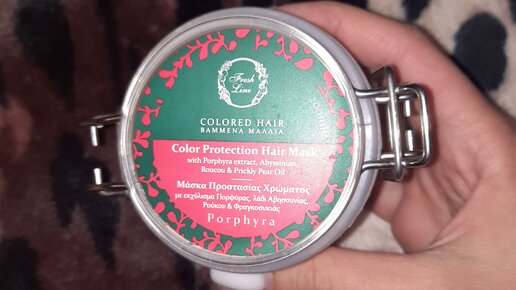 Fresh
Line
COLORED HAIR
ΒΑΜΜΕΝΑ ΜΑΛΛΙΑ
Color Protection Hair Mask
with Porphyra extract, Abyssinian,
Roucou & Prickly Pear Oil
Μάσκα Προστασίας Χρώματος
με εκχύλισμα Πορφύρας, λάδι Αβησσυνίας,
Ρούκου & Φραγκοσυκιάς
Porphyra